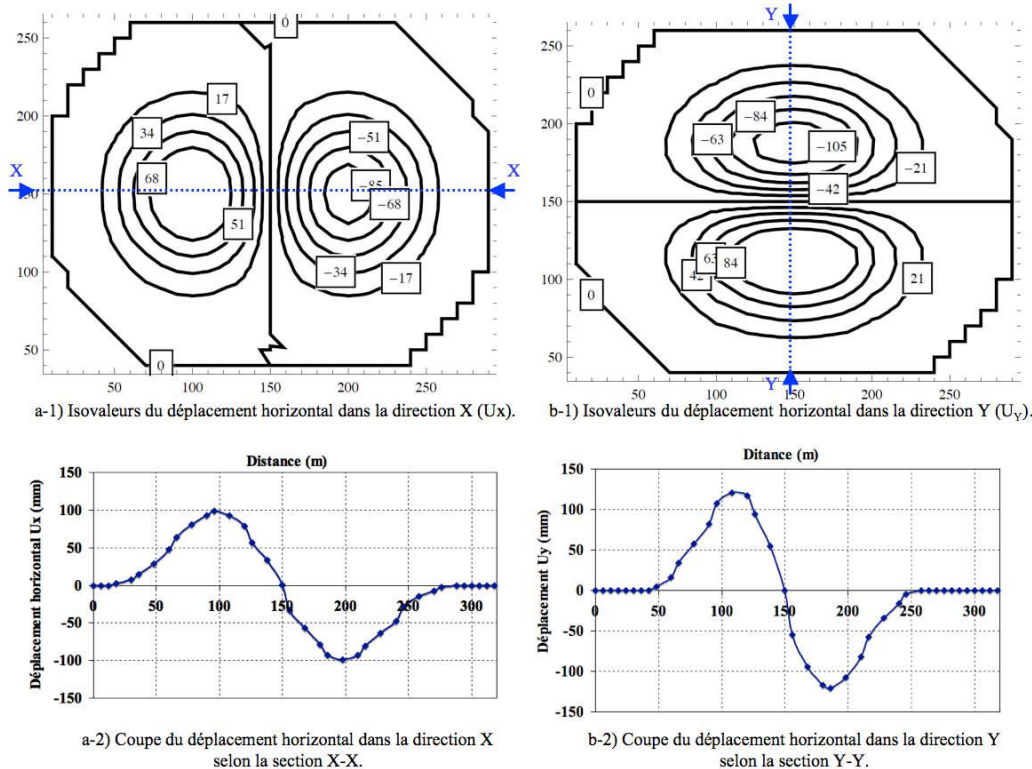 0
250
200
150
100
50
17
34
68
51
-51
-85
-68
-34
-17
0
X
X
50 100 150 200 250
a-1) Isovaleurs du déplacement horizontal dans la direction X (Ux).
Y
250
200
150
100
50
0
-84
-63
-105
-21
-42
63
84
42
21
0
Y
50 100 150 200 250
b-1) Isovaleurs du déplacement horizontal dans la direction Y (UY).
Distance (m)
Déplacement horizontal Ux (mm)
150
100
50
0
-50
-100
-150
0 50 100 150 200 250 300
a-2) Coupe du déplacement horizontal dans la direction X
selon la section X-X.
Ditance (m)
Déplacement Uy (mm)
150
100
50
0
-50
-100
-150
0 50 100 150 200 250 300
b-2) Coupe du déplacement horizontal dans la direction Y
selon la section Y-Y.